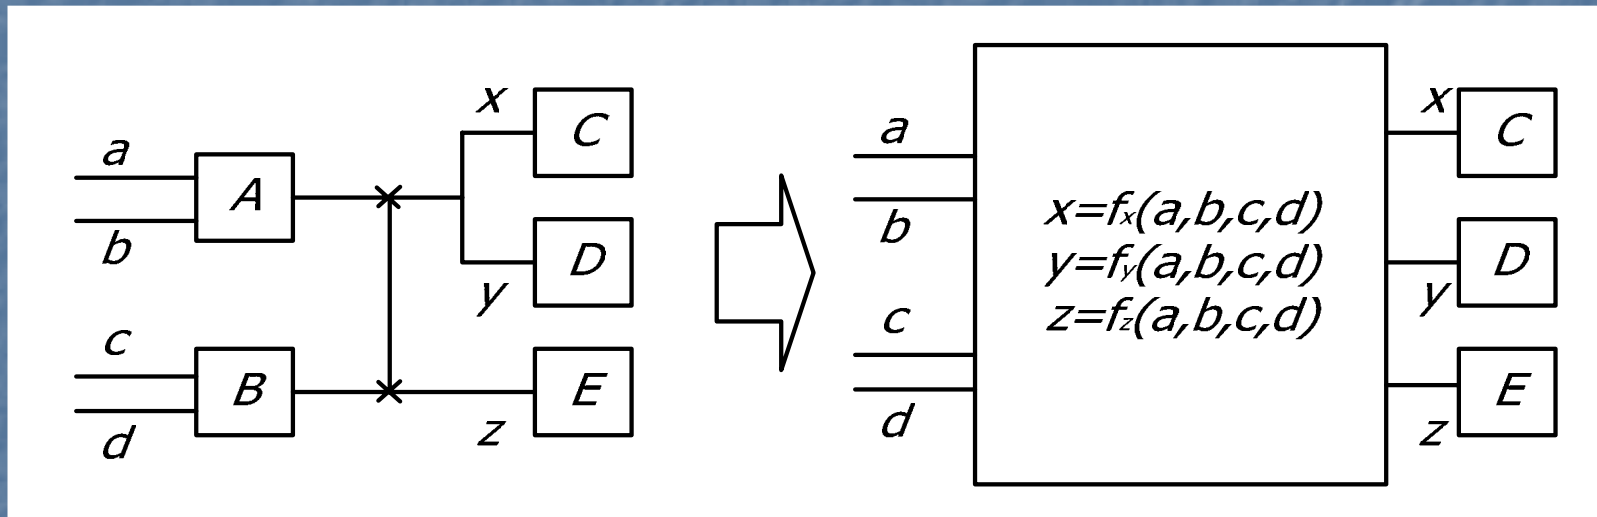 a
b
c
d
A
B
x
y
z
C
D
E
a
b
c
d
x=fx(a,b,c,d)
y=fy(a,b,c,d)
z=fz(a,b,c,d)
x
y
z
C
D
E